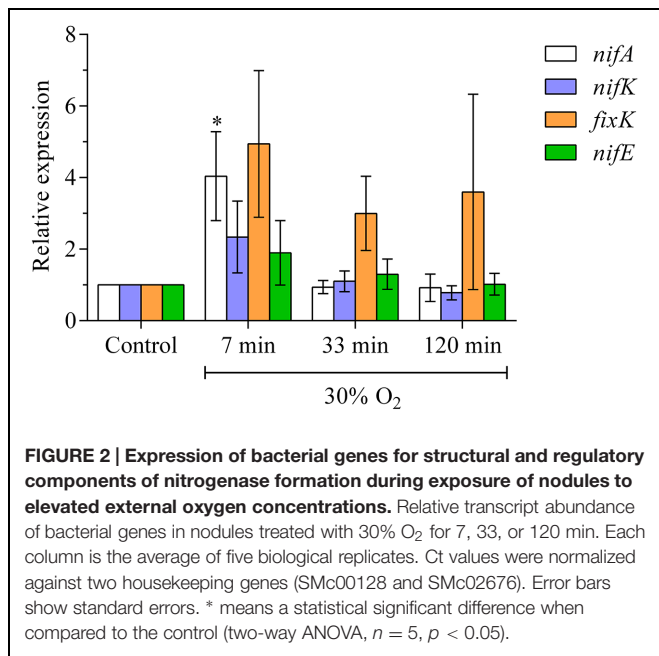 8
6
4
2
0
Relative expression
*
nifA
nifK
fixK
nifE
Control 7 min 33 min 120 min
30% O₂
FIGURE 2 | Expression of bacterial genes for structural and regulatory
components of nitrogenase formation during exposure of nodules to
elevated external oxygen concentrations. Relative transcript abundance
of bacterial genes in nodules treated with 30% O₂ for 7, 33, or 120 min. Each
column is the average of five biological replicates. Ct values were normalized
against two housekeeping genes (SMc00128 and SMc02676). Error bars
show standard errors. * means a statistical significant difference when
compared to the control (two-way ANOVA, n = 5, p < 0.05).